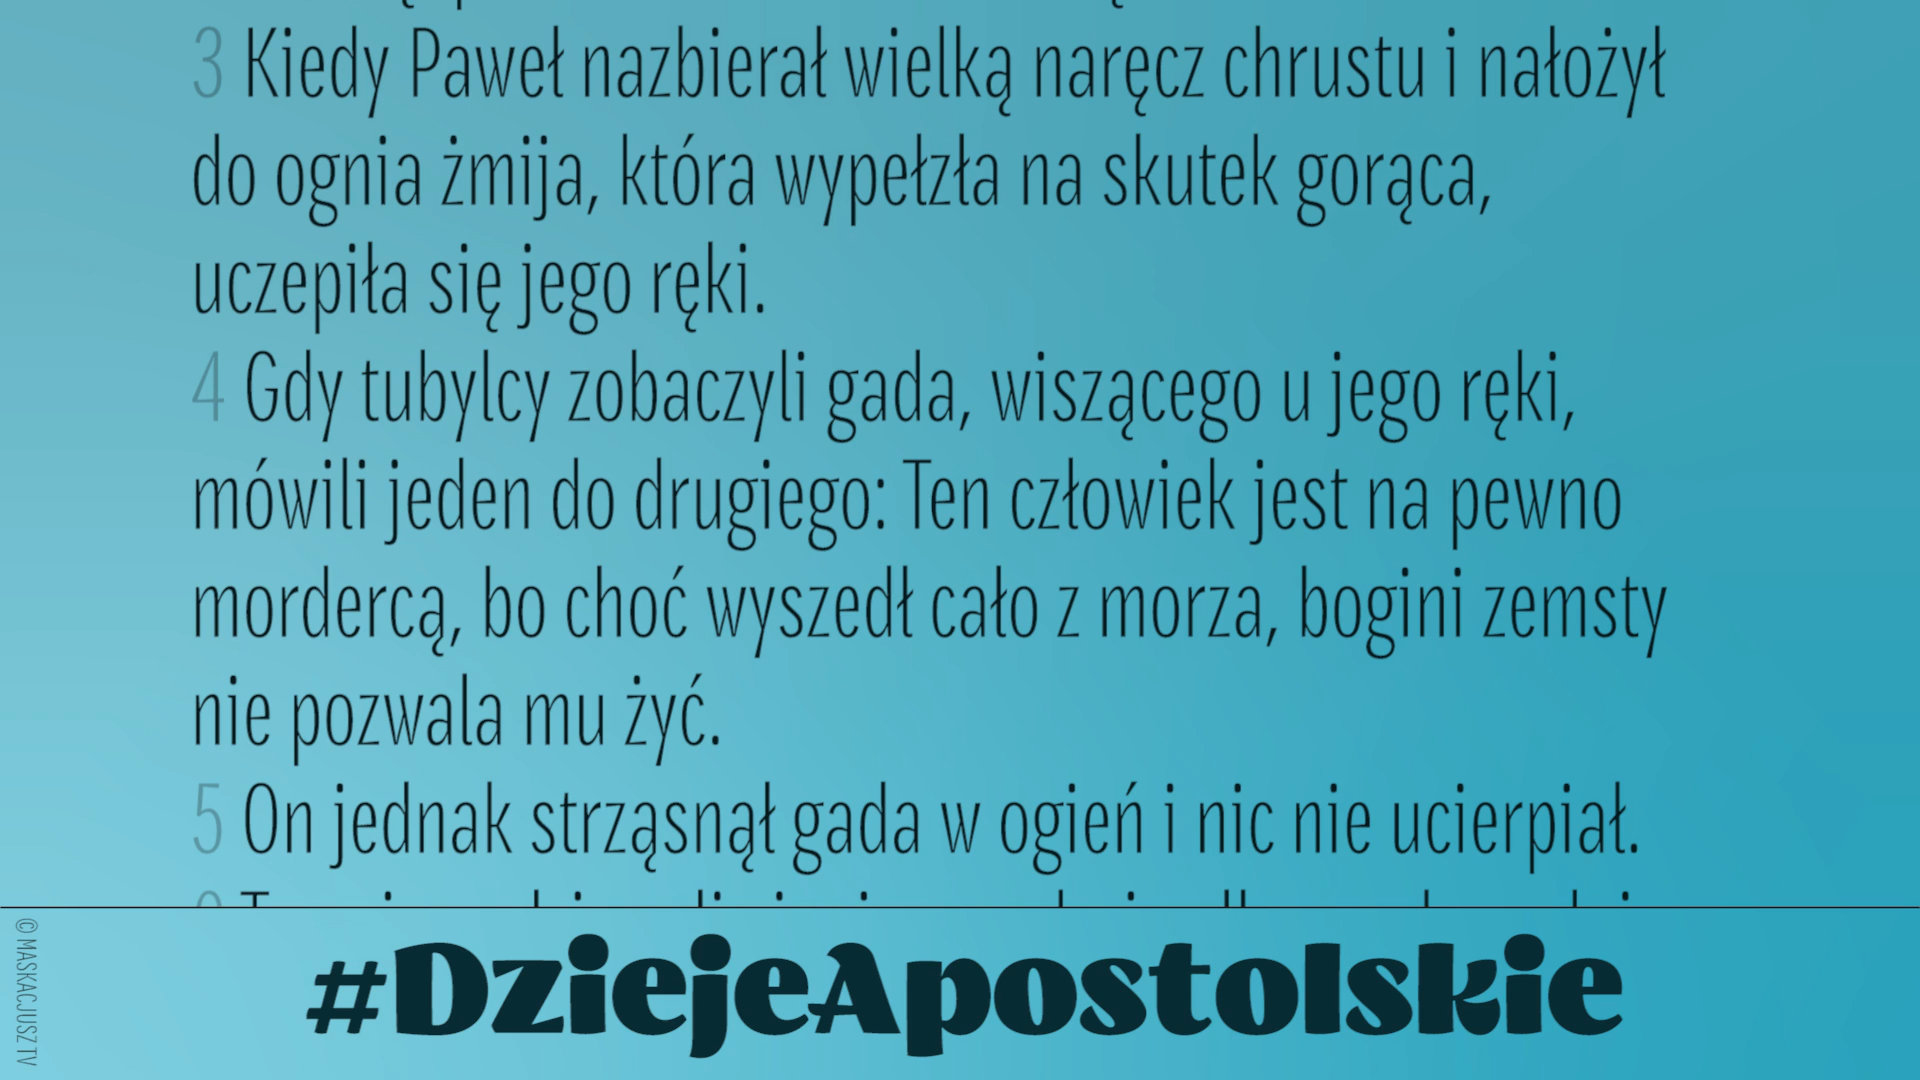 3 Kiedy Paweł nazbierał wielką naręcz chrustu i nałożył
do ognia żmija, która wypełzła na skutek gorąca,
uczepiła się jego ręki.
4 Gdy tubylcy zobaczyli gada, wiszącego u jego ręki,
mówili jeden do drugiego: Ten człowiek jest na pewno
mordercą, bo choć wyszedł cało z morza, bogini zemsty
nie pozwala mu żyć.
5 On jednak strząsnął gada w ogień i nic nie ucierpiał.
#DziejeApostolskie
© MASKACJUSZ TV